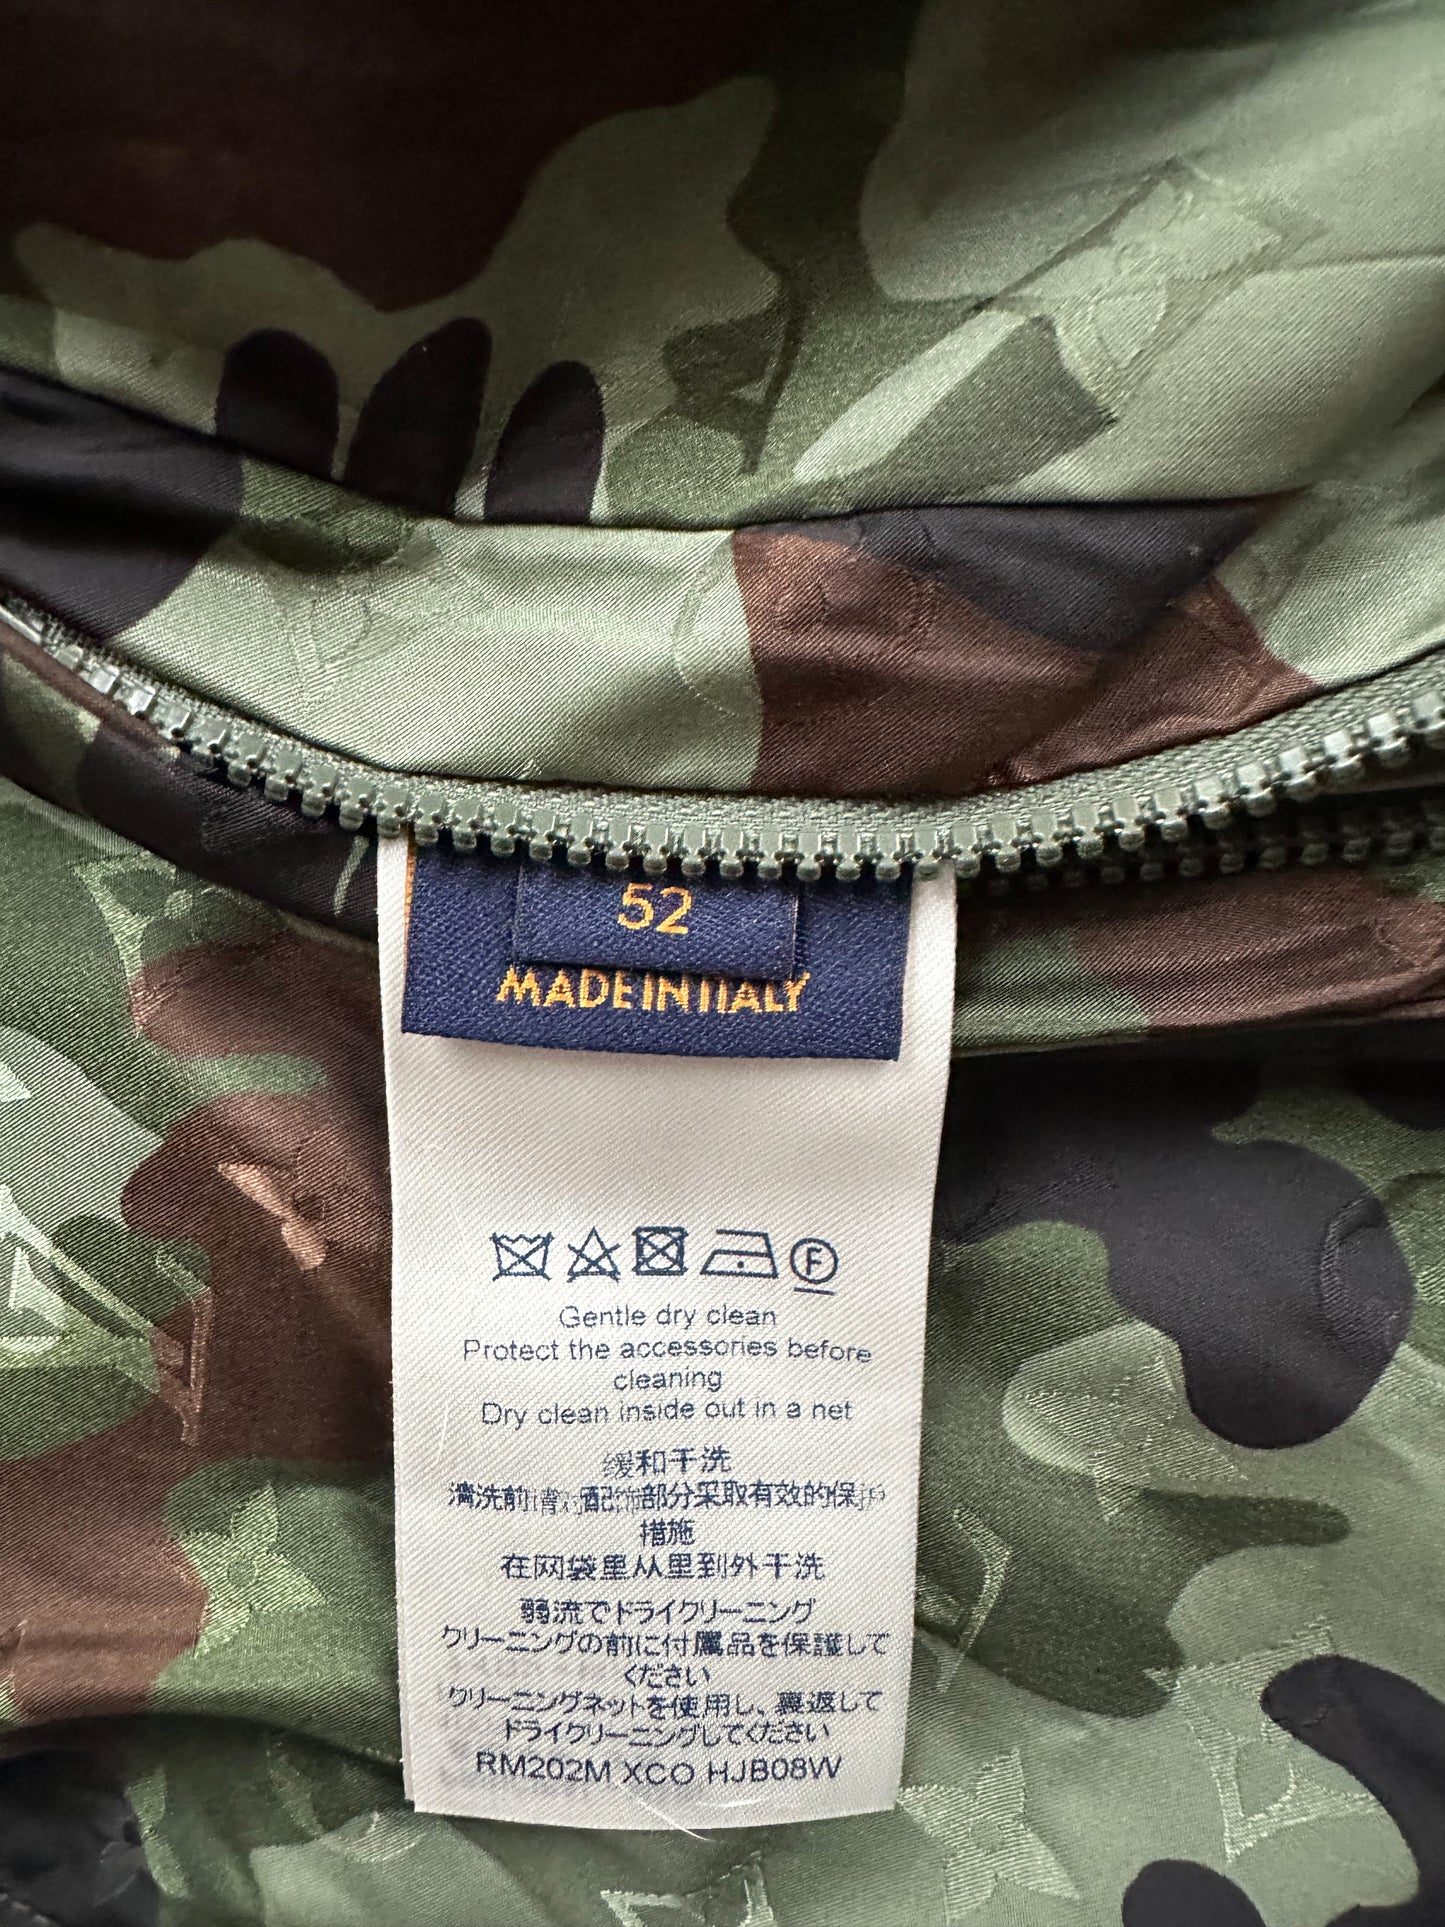 52
MADE IN ITALY
F
Gentle dry clean
Protect the accessories before
cleaning
Dry clean inside out in a net
缓和干洗
清洗前请对配饰部分采取有效的保护
措施
在网袋里从里到外干洗
弱流でドライクリーニング
クリーニングの前に付属品を保護して
ください
クリーニングネットを使用し、裏返して
ドライクリーニングしてください
RM202M XCO HJB08W